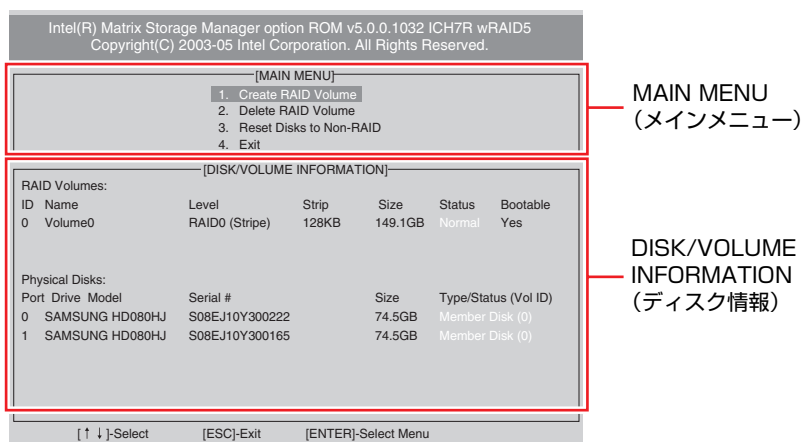 Intel(R) Matrix Storage Manager option ROM v5.0.0.1032 ICH7R wRAID5
Copyright(C) 2003-05 Intel Corporation. All Rights Reserved.
[MAIN MENU]
1. Create RAID Volume
2. Delete RAID Volume
3. Reset Disks to Non-RAID
4. Exit
MAIN MENU
（メインメニュー）
[DISK/VOLUME INFORMATION]
RAID Volumes:
ID Name Level Strip Size Status Bootable
0 Volume0 RAID0 (Stripe) 128KB 149.1GB Normal Yes
Physical Disks:
Port Drive Model Serial # Size Type/Status (Vol ID)
0 SAMSUNG HD080HJ S08EJ10Y300222 74.5GB Member Disk (0)
1 SAMSUNG HD080HJ S08EJ10Y300165 74.5GB Member Disk (0)
DISK/VOLUME
INFORMATION
（ディスク情報）
[↑↓]-Select [ESC]-Exit [ENTER]-Select Menu